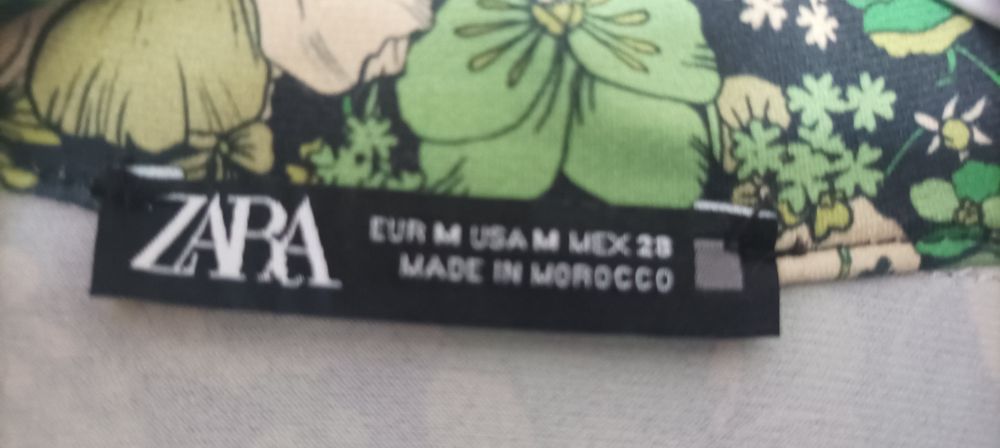 ZARA
EUR M USA M MEX 28
MADE IN MOROCCO